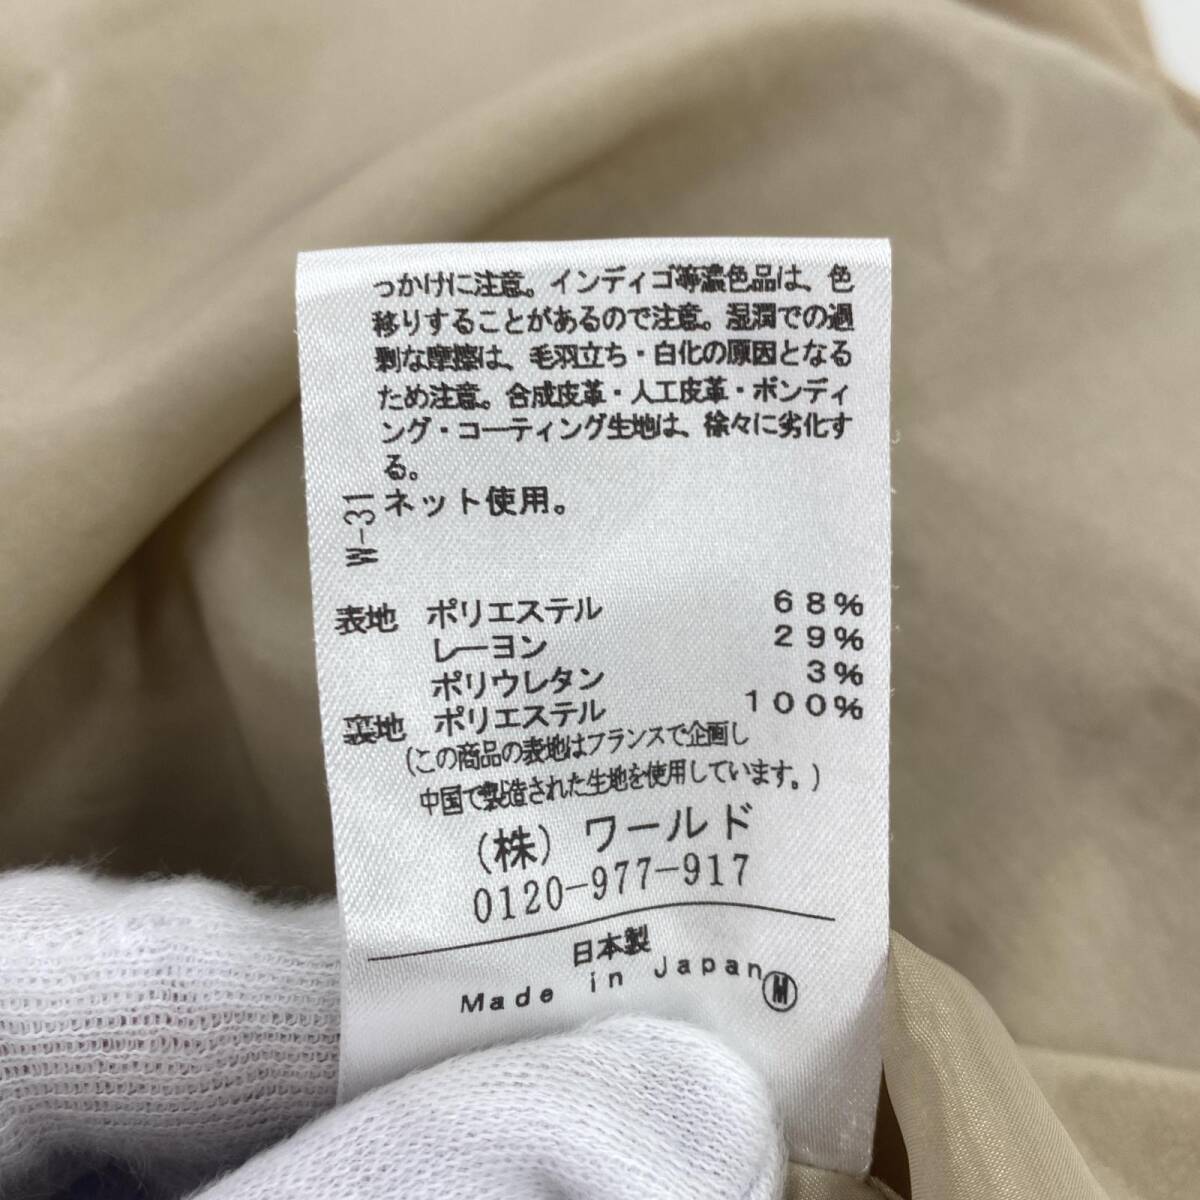 っかけに注意。インディゴ等濃色品は、色
移りすることがあるので注意。湿潤での過
剰な摩擦は、毛羽立ち・白化の原因となる
ため注意。合成皮革・人工皮革・ボンディ
ング・コーティング生地は、徐々に劣化す
る。
ネット使用。
W-31
表地 ポリエステル 68%
レーヨン 29%
ポリウレタン 3%
裏地 ポリエステル 100%
(この商品の表地はフランスで企画し
中国で製造された生地を使用しています。)
(株) ワールド
0120-977-917
日本製
Made in Japan Ⓜ